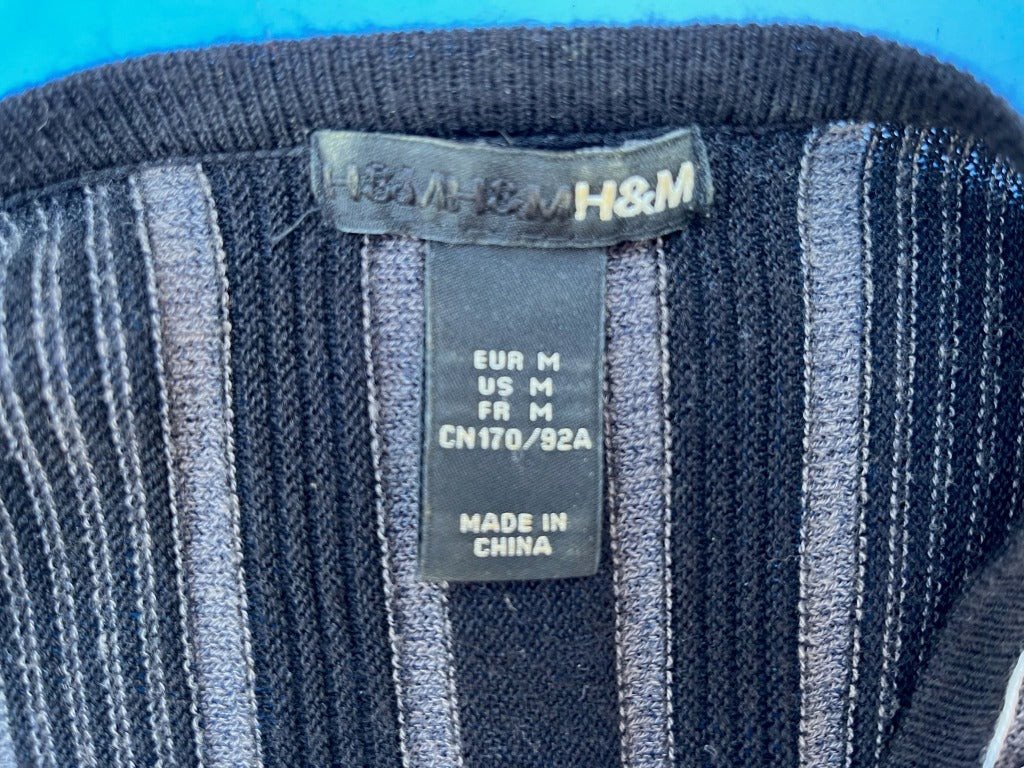 H&M H&M H&M
EUR M
US M
FR M
CN170/92A
MADE IN
CHINA